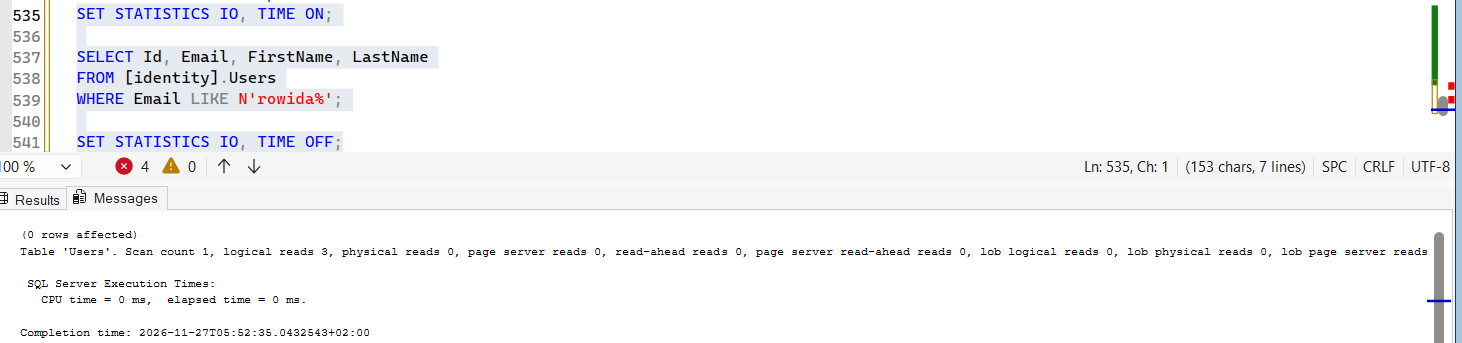 535 SET STATISTICS IO, TIME ON;
536
537 SELECT Id, Email, FirstName, LastName
538 FROM [identity].Users
539 WHERE Email LIKE N'rowida%';
540
541 SET STATISTICS IO, TIME OFF;
100 % 4 0 Ln: 535, Ch: 1 (153 chars, 7 lines) SPC CRLF UTF-8
Results Messages
(0 rows affected)
Table 'Users'. Scan count 1, logical reads 3, physical reads 0, page server reads 0, read-ahead reads 0, page server read-ahead reads 0, lob logical reads 0, lob physical reads 0, lob page server reads
SQL Server Execution Times:
CPU time = 0 ms, elapsed time = 0 ms.
Completion time: 2026-11-27T05:52:35.0432543+02:00